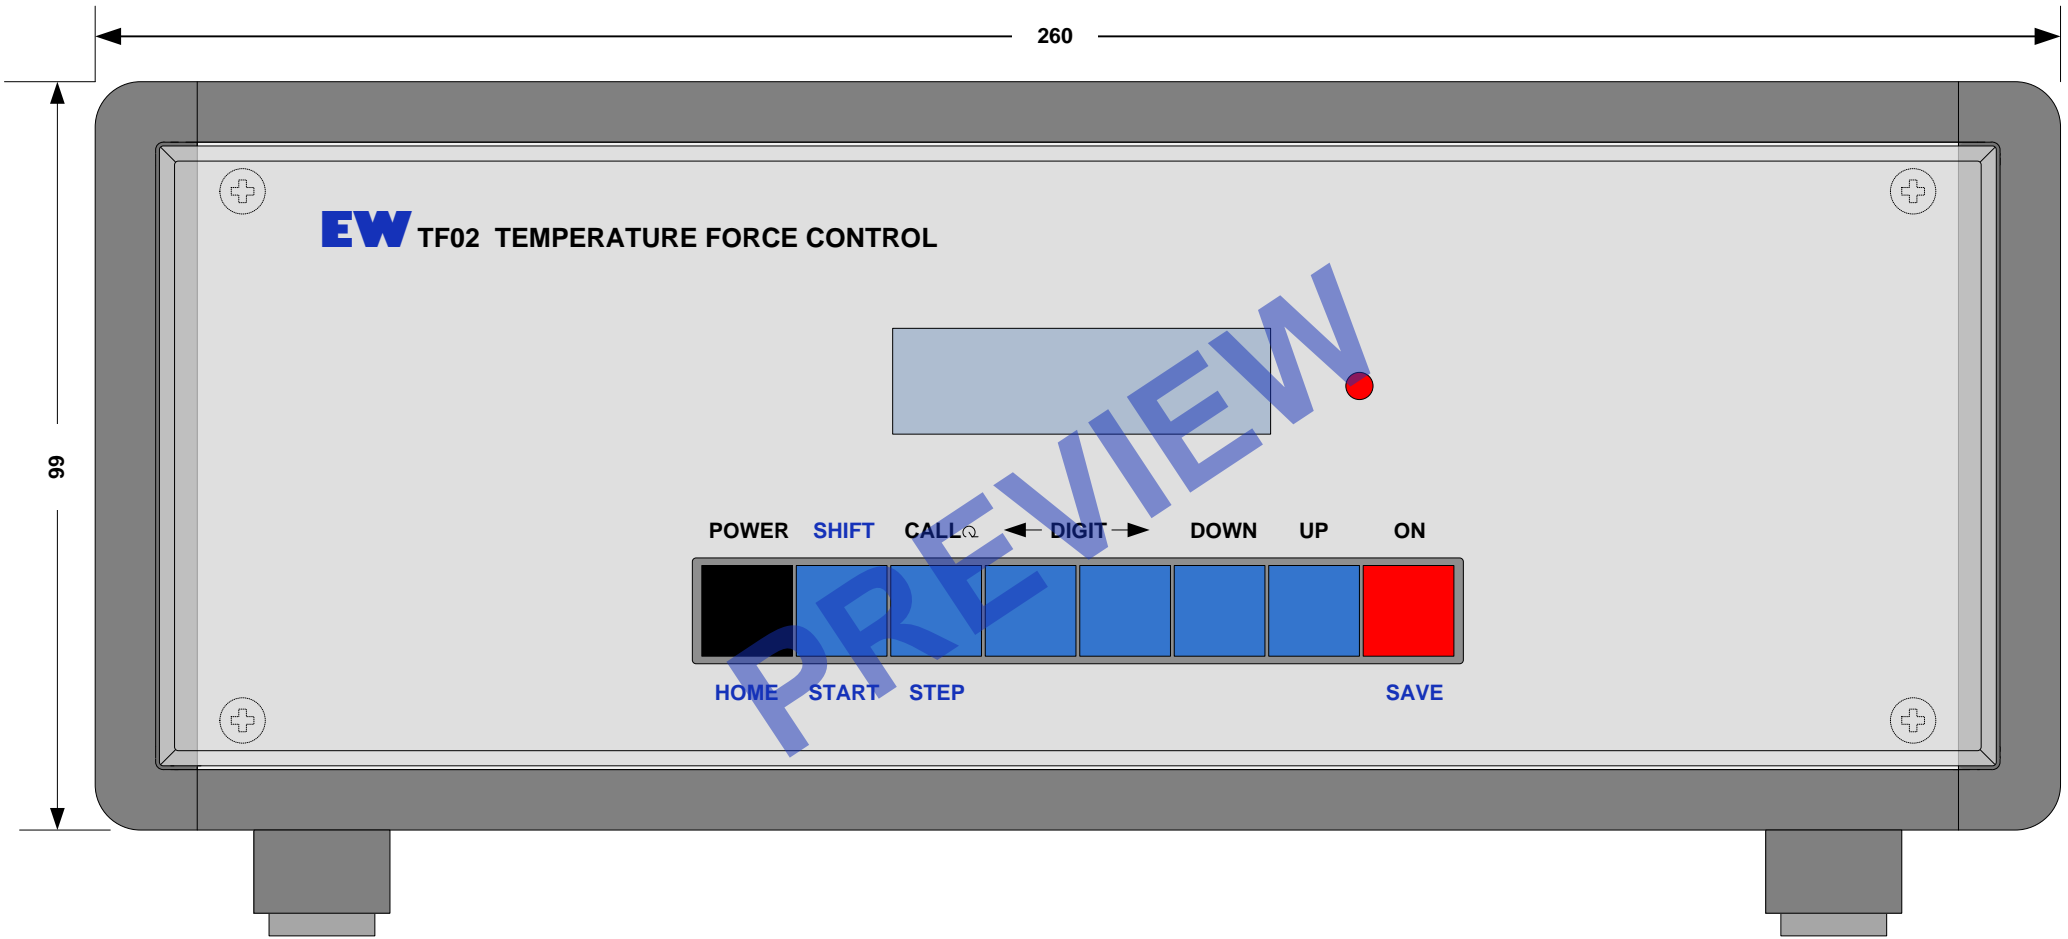 260
99
EW TF02 TEMPERATURE FORCE CONTROL
POWER SHIFT CALL DIGIT DOWN UP ON
HOME START STEP SAVE
PREVIEW